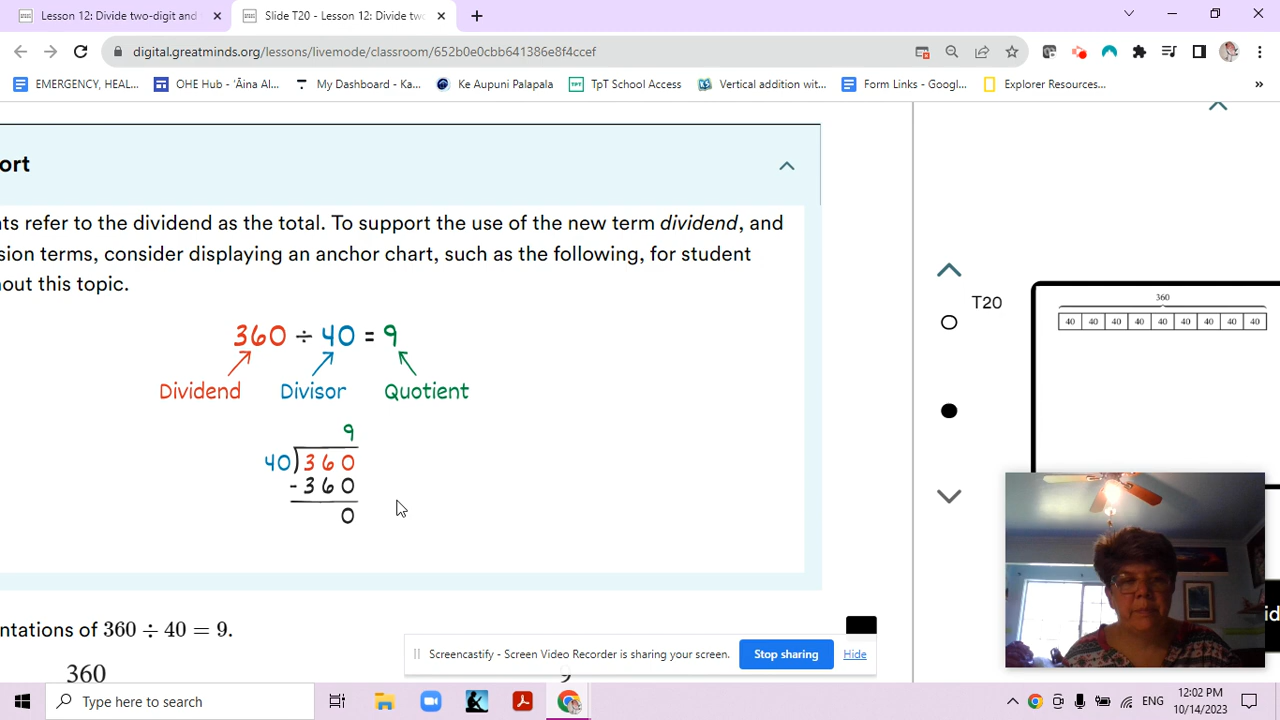 Lesson 12: Divide two-digit and
Slide T20 - Lesson 12: Divide two-
digital.greatminds.org/lessons/livemode/classroom/652b0e0cbb641386e8f4ccef
EMERGENCY, HEAL...
OHE Hub - 'Āina Al...
My Dashboard - Ka...
Ke Aupuni Palapala
TpT School Access
Vertical addition wit...
Form Links - Googl...
Explorer Resources...
»
ort
nts refer to the dividend as the total. To support the use of the new term dividend, and
sion terms, consider displaying an anchor chart, such as the following, for student
nout this topic.
360 ÷ 40 = 9
Dividend Divisor Quotient
9
40 360
- 360
0
ntations of 360 ÷ 40 = 9.
360
9
T20
360
40 40 40 40 40 40 40 40 40
id
Screencastify - Screen Video Recorder is sharing your screen.
Stop sharing
Hide
Type here to search
ENG
12:02 PM
10/14/2023